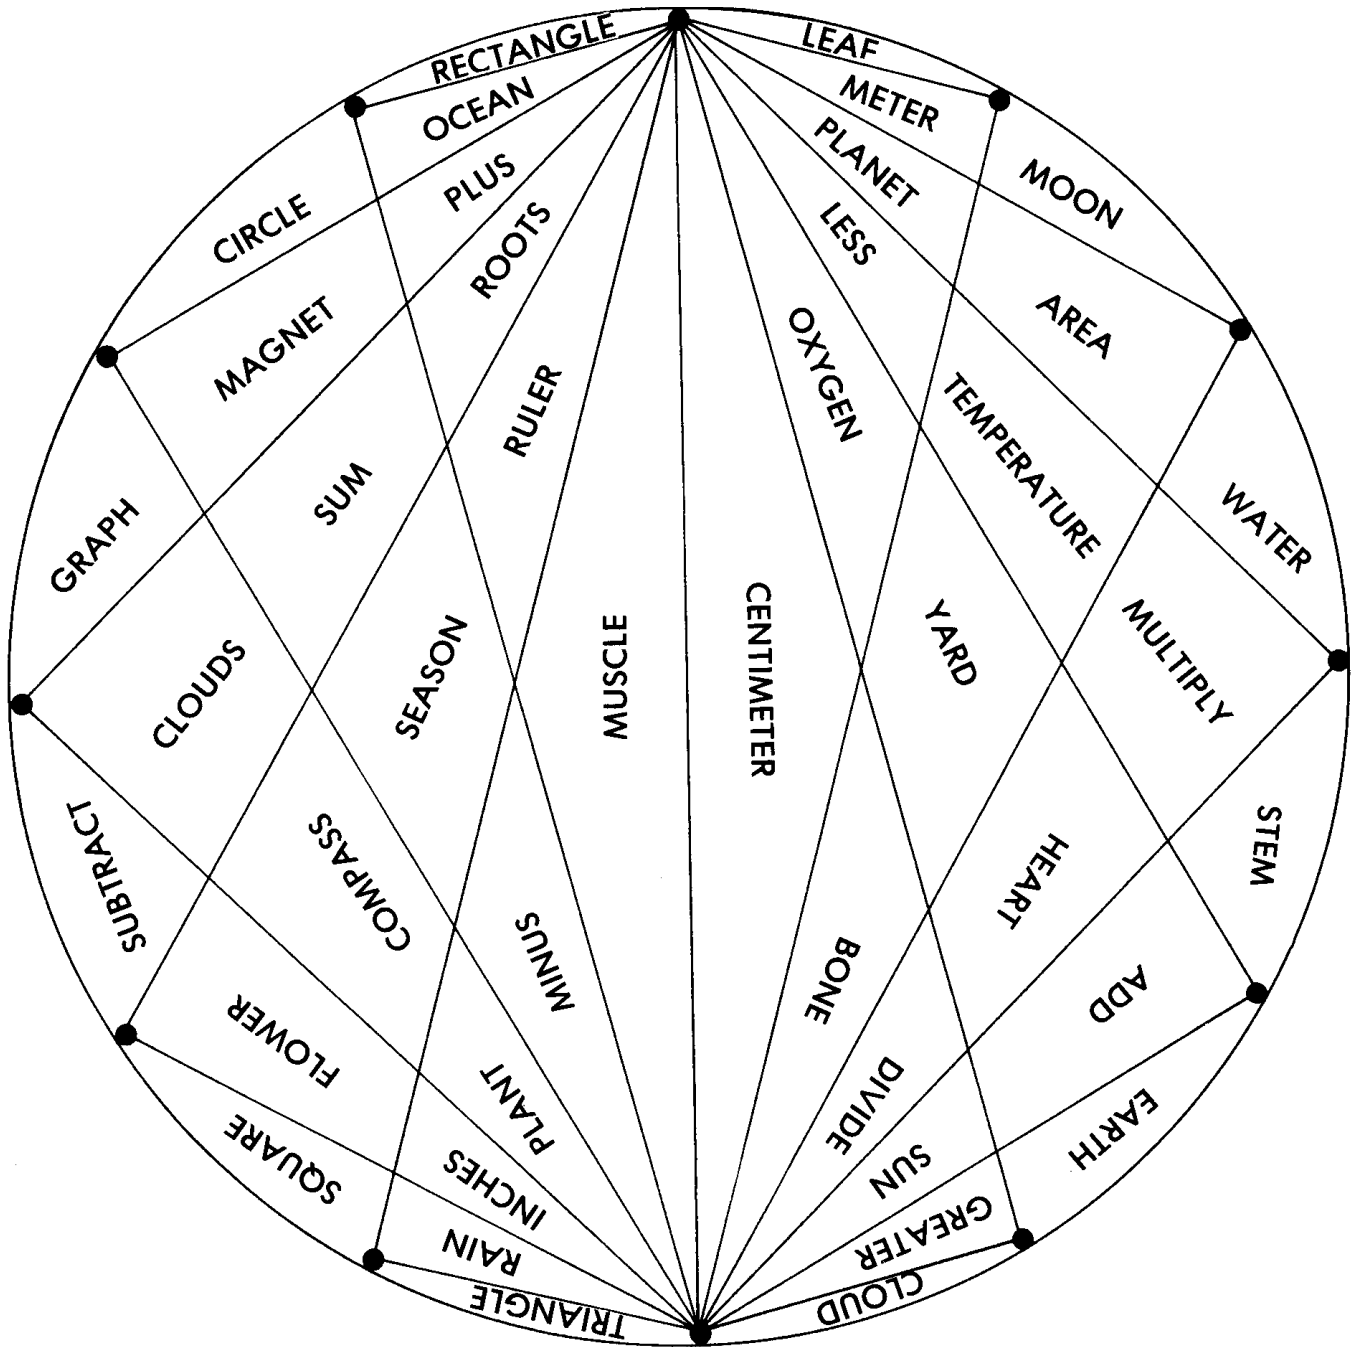 RECTANGLE
LEAF
OCEAN
METER
PLUS
PLANET
MOON
CIRCLE
ROOTS
LESS
MAGNET
AREA
RULER
OXYGEN
TEMPERATURE
SUM
GRAPH
WATER
CLOUDS
SEASON
MUSCLE
CENTIMETER
YARD
MULTIPLY
SUBTRACT
COMPASS
STEM
HEART
MINUS
BONE
ADD
FLOWER
PLANT
DIVIDE
EARTH
SQUARE
INCHES
SUN
RAIN
GREATER
TRIANGLE
CLOUD